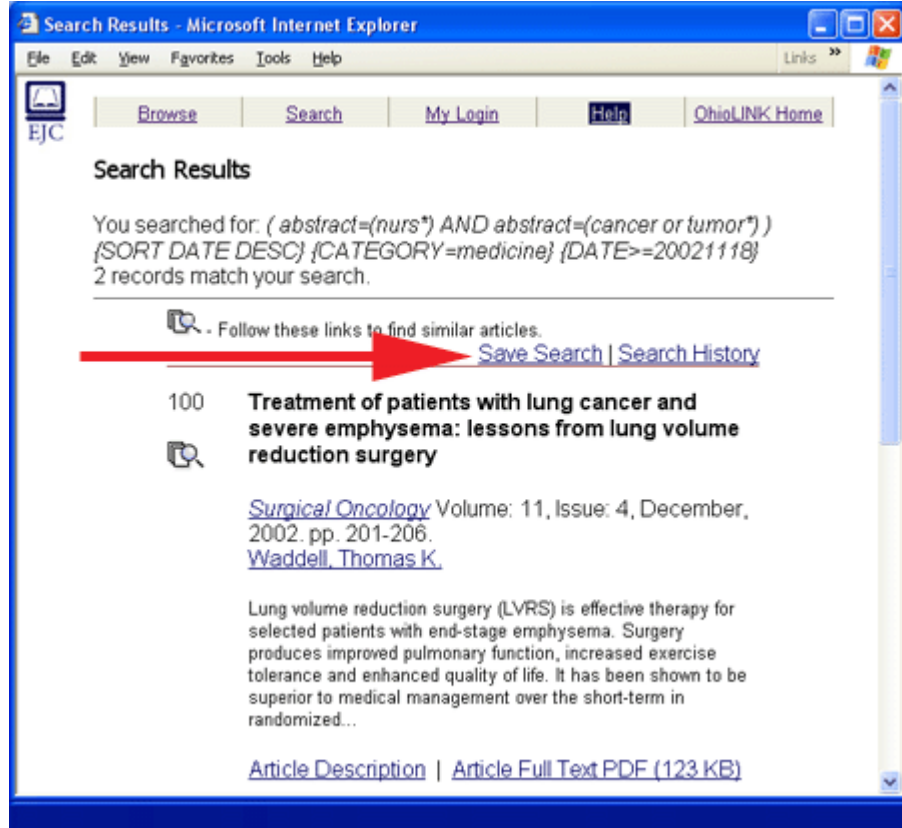 Search Results - Microsoft Internet Explorer
File Edit View Favorites Tools Help Links »
EJC
Browse Search My Login Help OhioLINK Home
Search Results
You searched for: ( abstract=(nurs*) AND abstract=(cancer or tumor*) )
{SORT DATE DESC} {CATEGORY=medicine} {DATE>=20021118}
2 records match your search.
- Follow these links to find similar articles.
Save Search | Search History
100 Treatment of patients with lung cancer and
severe emphysema: lessons from lung volume
reduction surgery
Surgical Oncology Volume: 11, Issue: 4, December,
2002. pp. 201-206.
Waddell, Thomas K.
Lung volume reduction surgery (LVRS) is effective therapy for
selected patients with end-stage emphysema. Surgery
produces improved pulmonary function, increased exercise
tolerance and enhanced quality of life. It has been shown to be
superior to medical management over the short-term in
randomized...
Article Description | Article Full Text PDF (123 KB)